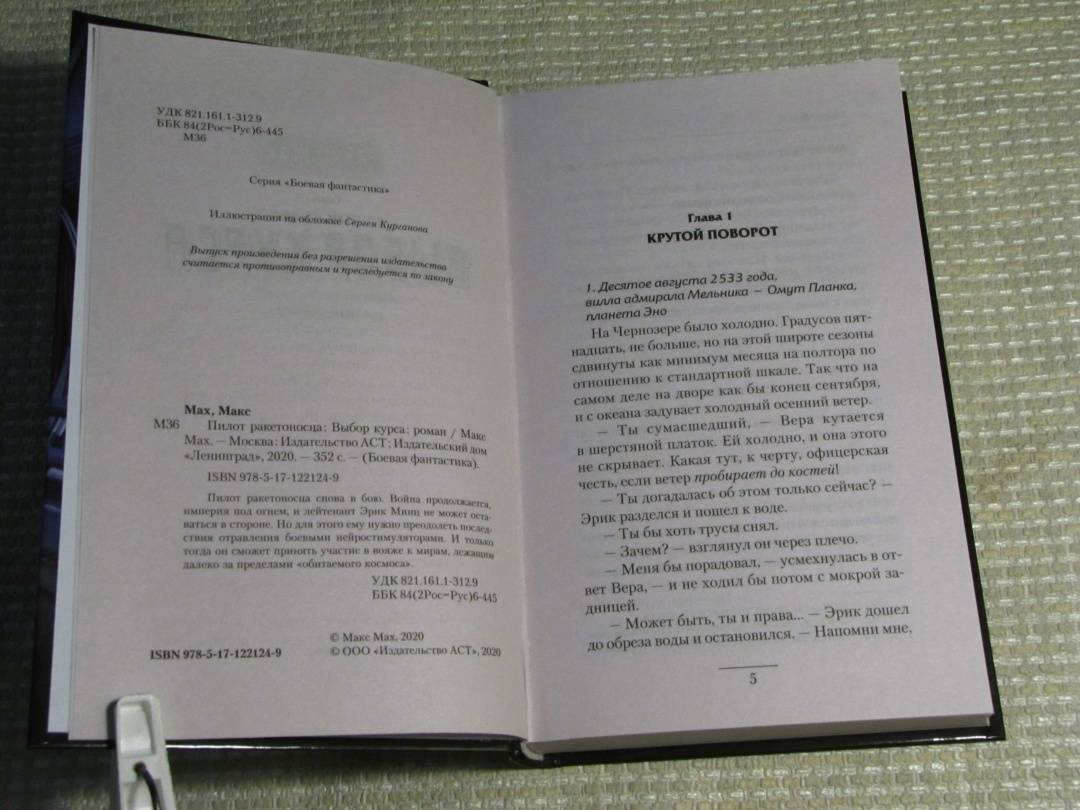 УДК 821.161.1-312.9
ББК 84(2Рос=Рус)6-445
М36
Серия «Боевая фантастика»
Иллюстрация на обложке Сергея Курганова
Выпуск произведения без разрешения издательства
считается противоправным и преследуется по закону
Мах, Макс
М36 Пилот ракетоносца: Выбор курса: роман / Макс
Мах. — Москва: Издательство АСТ; Издательский дом
«Ленинград», 2020. — 352 с. — (Боевая фантастика).
ISBN 978-5-17-122124-9
Пилот ракетоносца снова в бою. Война продолжается,
империя под огнем, и лейтенант Эрик Минц не может оста-
ваться в стороне. Но для этого ему нужно преодолеть послед-
ствия отравления боевыми нейростимуляторами. И только
тогда он сможет принять участие в вояже к мирам, лежащим
далеко за пределами «обитаемого космоса».
УДК 821.161.1-312.9
ББК 84(2Рос=Рус)6-445
© Макс Мах, 2020
ISBN 978-5-17-122124-9 © ООО «Издательство АСТ», 2020
Глава 1
КРУТОЙ ПОВОРОТ
1. Десятое августа 2533 года,
вилла адмирала Мельника — Омут Планка,
планета Эно
На Чернозере было холодно. Градусов пят-
надцать, не больше, но на этой широте сезоны
сдвинуты как минимум месяца на полтора по
отношению к стандартной шкале. Так что на
самом деле на дворе как бы конец сентября,
и с океана задувает холодный осенний ветер.
— Ты сумасшедший, — Вера кутается
в шерстяной платок. Ей холодно, и она этого
не скрывает. Какая тут, к черту, офицерская
честь, если ветер пробирает до костей!
— Ты догадалась об этом только сейчас? —
Эрик разделся и пошел к воде.
— Ты бы хоть трусы снял.
— Зачем? — взглянул он через плечо.
— Меня бы порадовал, — усмехнулась в от-
вет Вера, — и не ходил бы потом с мокрой за-
дницей.
— Может быть, ты и права... — Эрик дошел
до обреза воды и остановился. — Напомни мне,
5